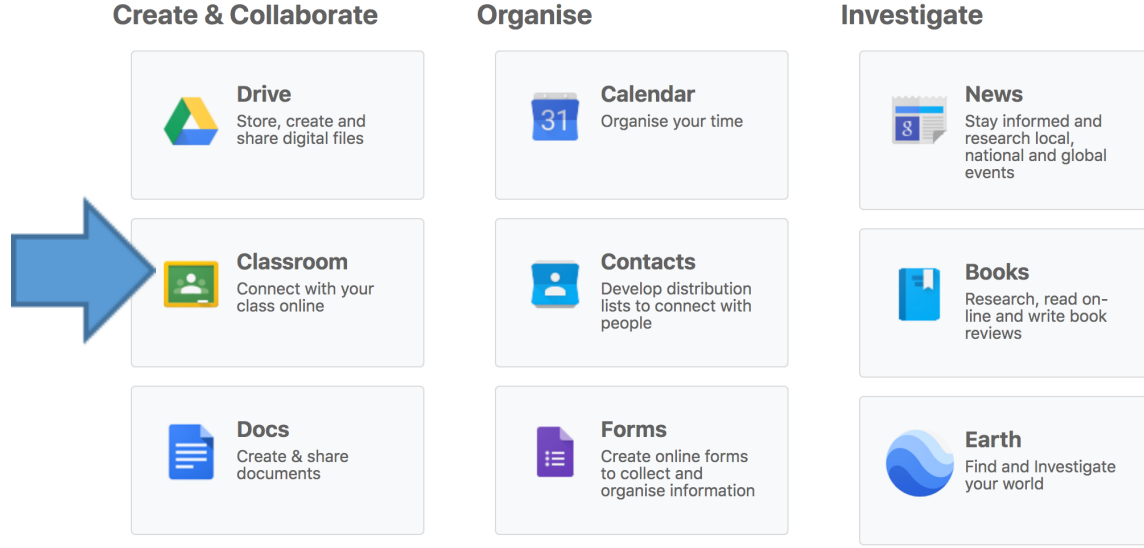 Create & Collaborate
Drive
Store, create and
share digital files
Classroom
Connect with your
class online
Docs
Create & share
documents
Organise
Calendar
31
Organise your time
Contacts
Develop distribution
lists to connect with
people
Forms
Create online forms
to collect and
organise information
Investigate
News
8
Stay informed and
research local,
national and global
events
Books
Research, read on-
line and write book
reviews
Earth
Find and Investigate
your world